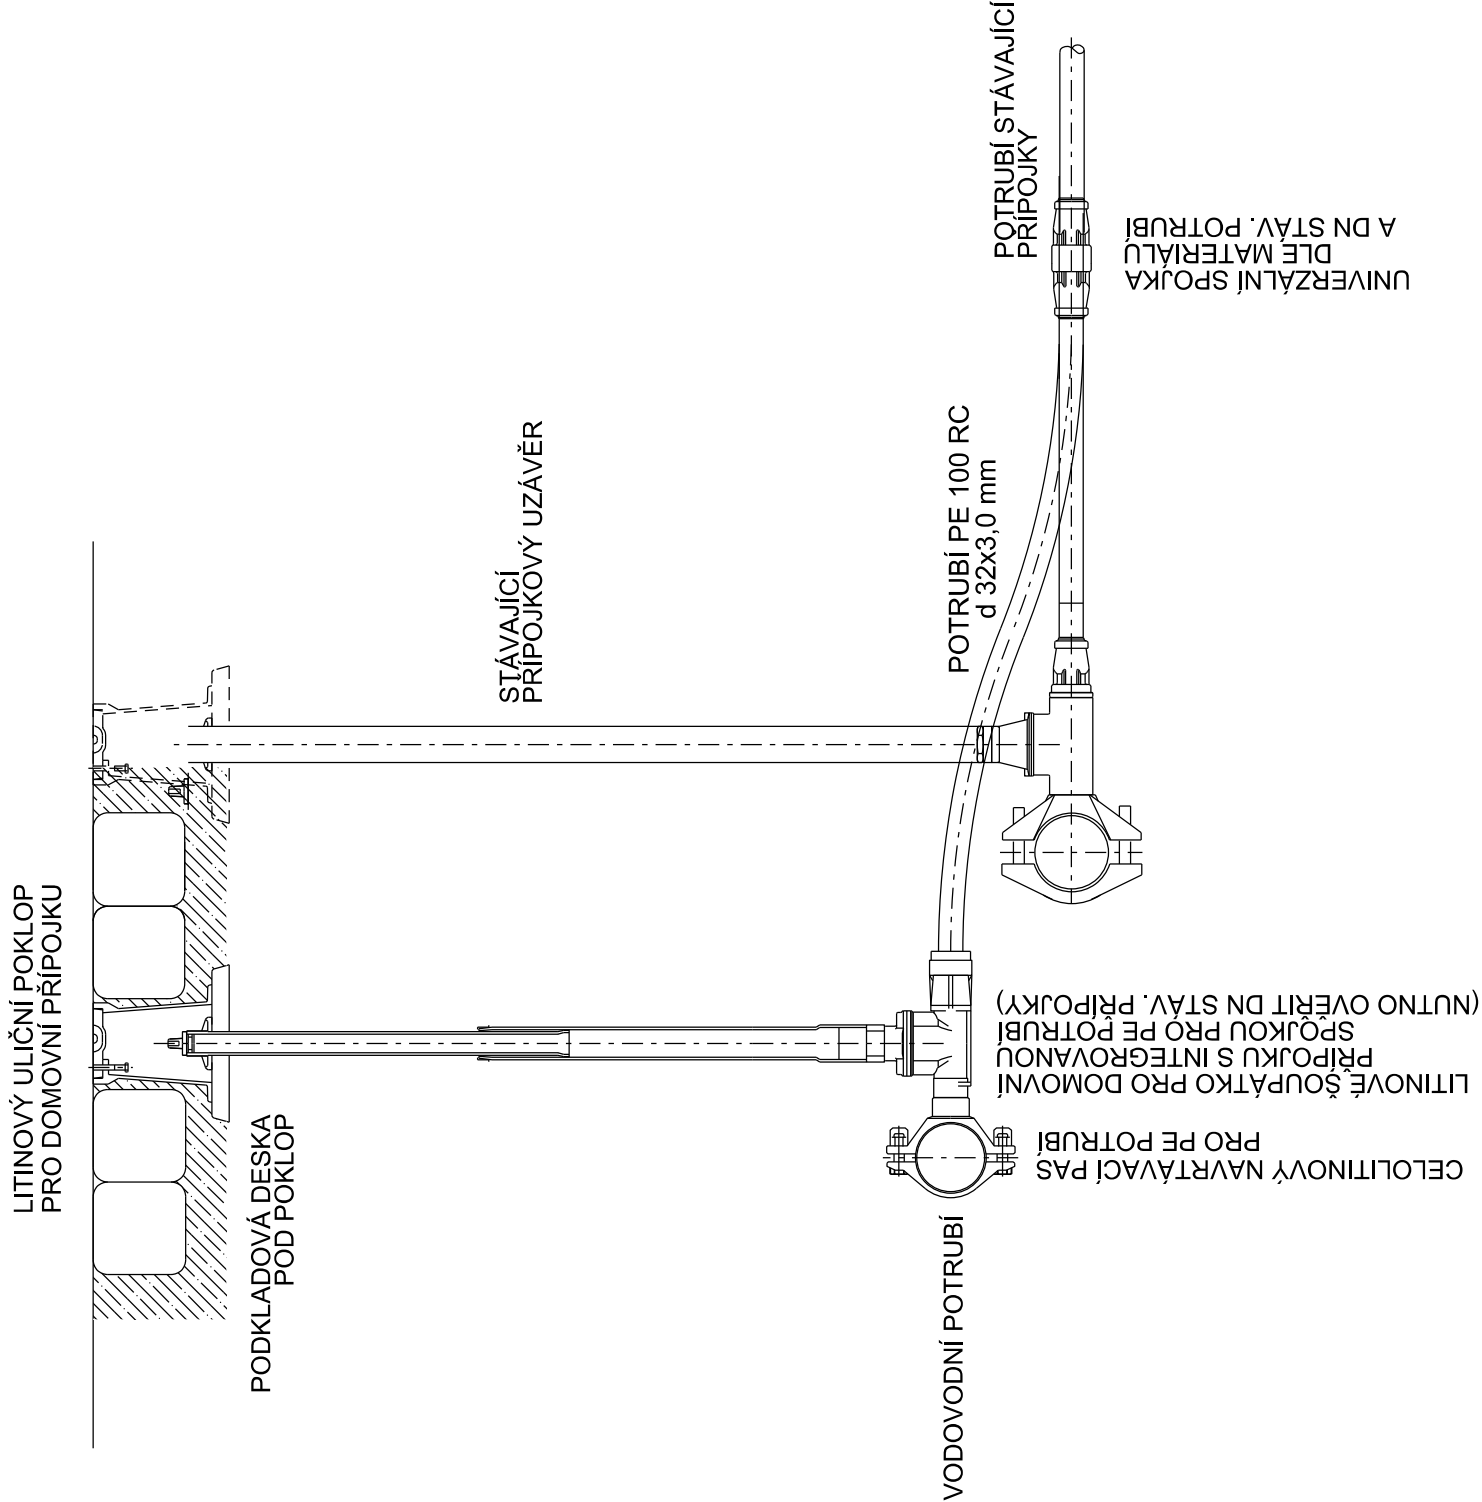 LITINOVÝ ULIČNÍ POKLOP
PRO DOMOVNÍ PŘÍPOJKU
PODKLADOVÁ DESKA
POD POKLOP
STÁVAJÍCÍ
PŘÍPOJKOVÝ UZÁVĚR
POTRUBÍ PE 100 RC
d 32x3,0 mm
POTRUBÍ STÁVAJÍCÍ
PŘÍPOJKY
UNIVERZÁLNÍ SPOJKA
DLE MATERIÁLU
A DN STÁV. POTRUBÍ
VODOVODNÍ POTRUBÍ
CELOLITINOVÝ NAVRTÁVACÍ PAS
PRO PE POTRUBÍ
LITINOVÉ ŠOUPÁTKO PRO DOMOVNÍ
PŘÍPOJKU S INTEGROVANOU
SPOJKOU PRO PE POTRUBÍ
(NUTNO OVĚŘIT DN STÁV. PŘÍPOJKY)